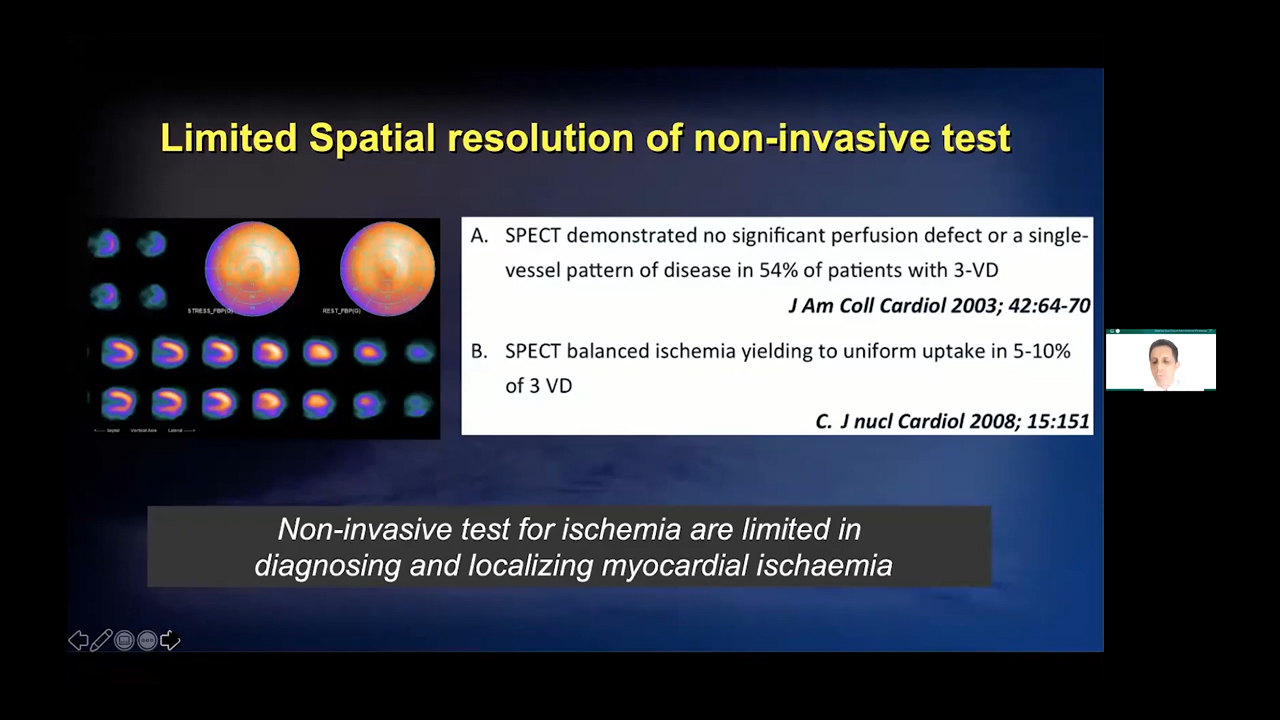 Limited Spatial resolution of non-invasive test
STRESS_FBP(G)
REST_FBP(G)
Vertical Axis Lateral
A. SPECT demonstrated no significant perfusion defect or a single-
vessel pattern of disease in 54% of patients with 3-VD
J Am Coll Cardiol 2003; 42:64-70
B. SPECT balanced ischemia yielding to uniform uptake in 5-10%
of 3 VD
C. J nucl Cardiol 2008; 15:151
Non-invasive test for ischemia are limited in
diagnosing and localizing myocardial ischaemia